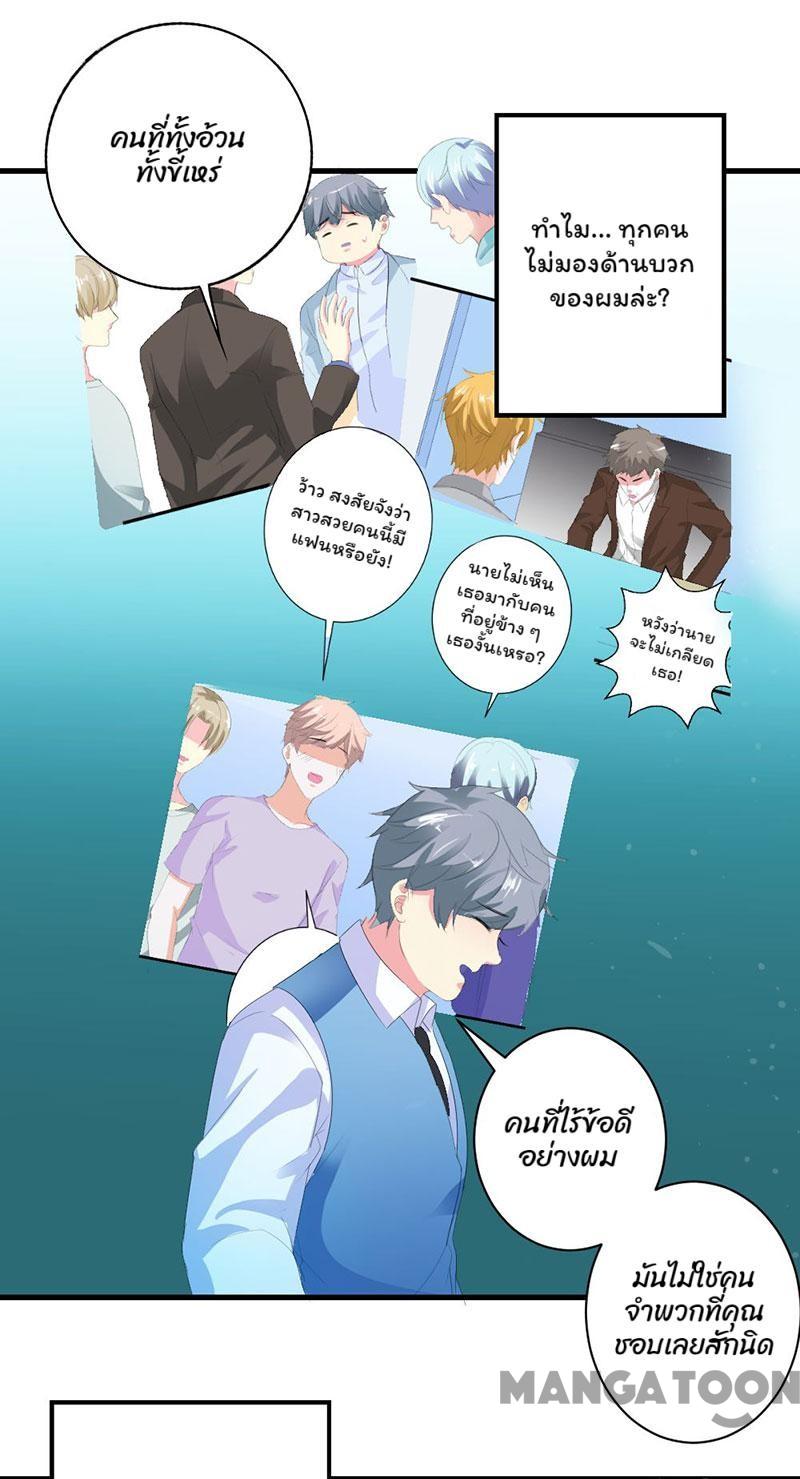 คนที่ทั้งอ้วน
ทั้งขี้เหร่
ทำไม... ทุกคน
ไม่มองด้านบวก
ของผมล่ะ?
ว้าว สงสัยจังว่า
สาวสวยคนนี้มี
แฟนหรือยัง!
นายไม่เห็น
เธอมากับคน
ที่อยู่ข้าง ๆ
เธองั้นเหรอ?
หวังว่านาย
จะไม่เกลียด
เธอ!
คนที่ไร้ข้อดี
อย่างผม
มันไม่ใช่คน
จำพวกที่คุณ
ชอบเลยสักนิด
MANGATOON